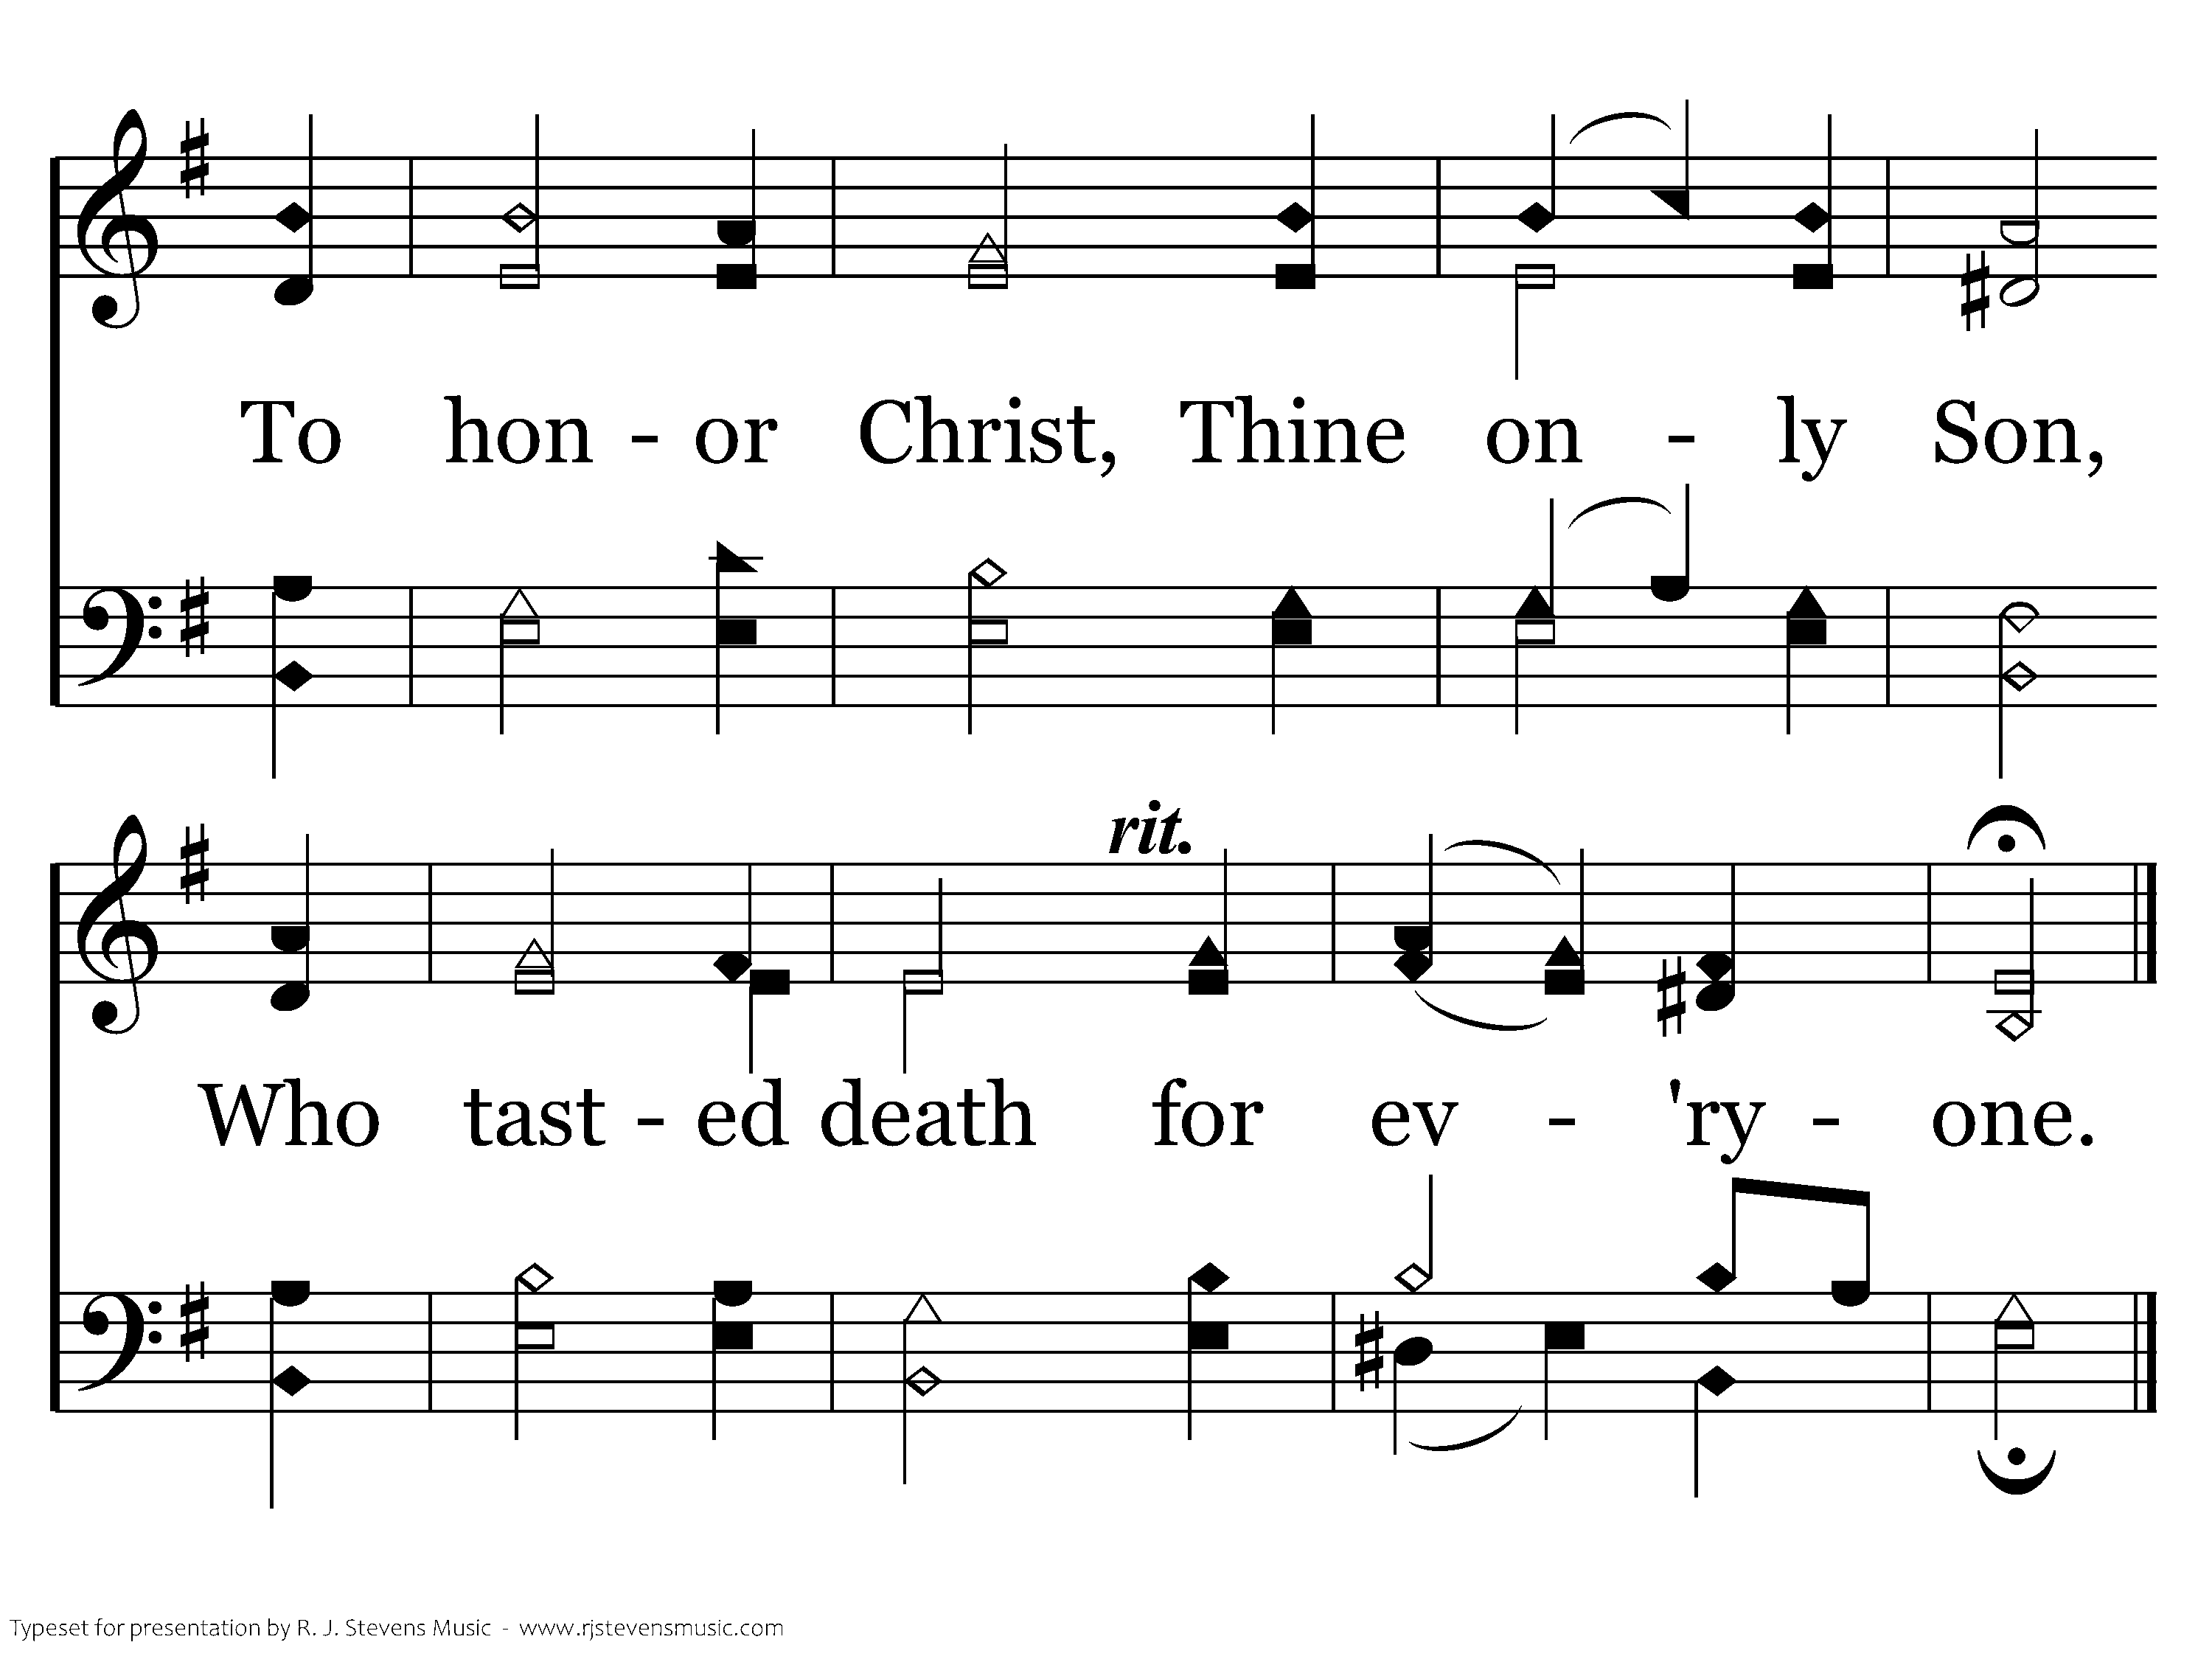 To hon - or Christ, Thine on - ly Son,
rit.
Who tast - ed death for ev - 'ry - one.
Typeset for presentation by R. J. Stevens Music - www.rjstevensmusic.com